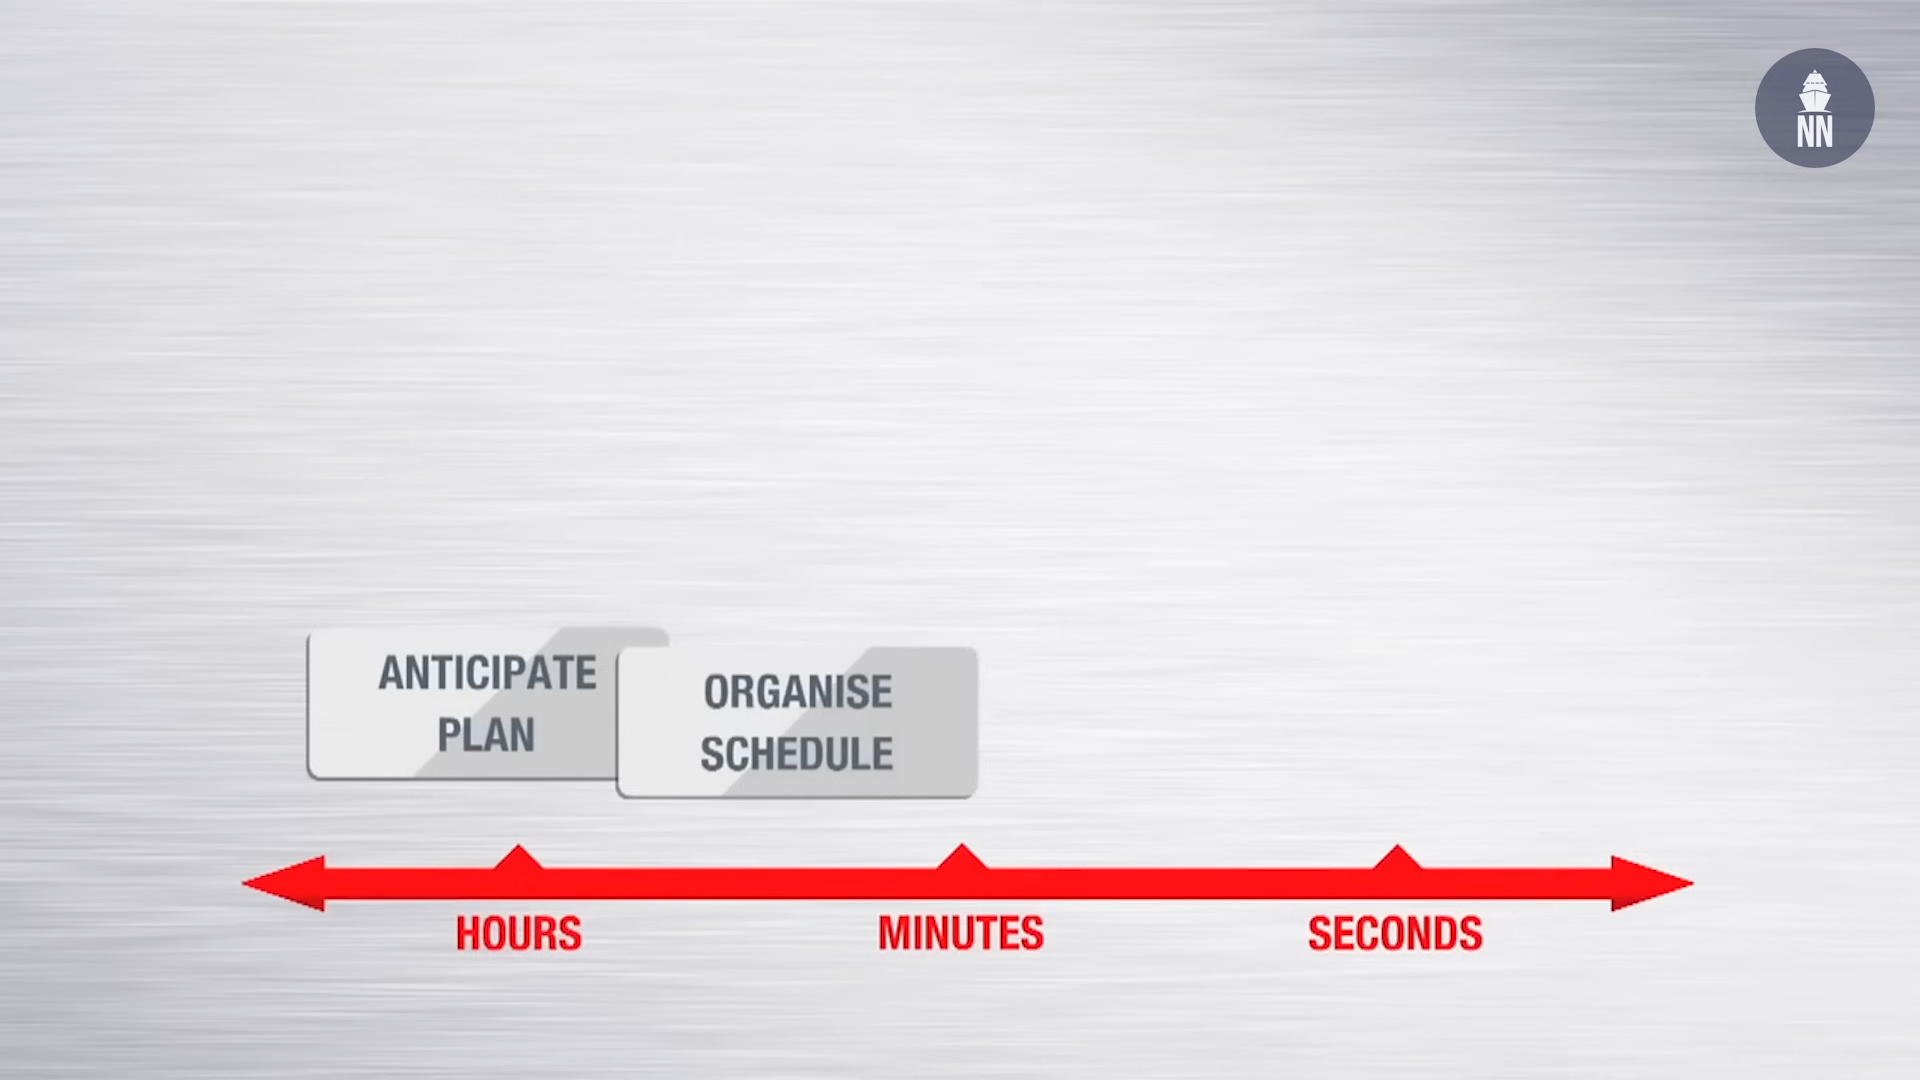 NN
ANTICIPATE
PLAN
ORGANISE
SCHEDULE
HOURS
MINUTES
SECONDS